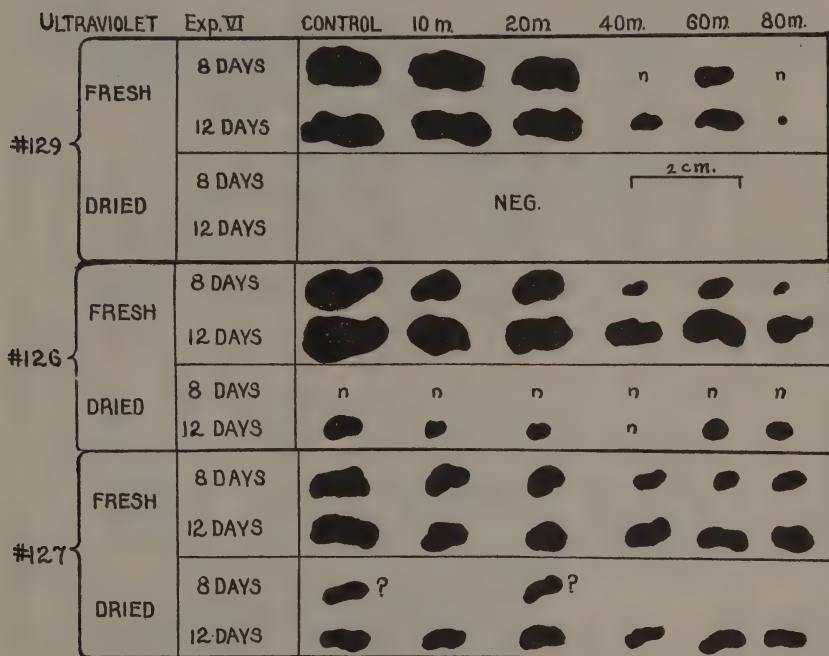 ULTRAVIOLET Exp. VI CONTROL 10 m. 20m. 40m. 60m. 80m.
#129 FRESH 8 DAYS n n
12 DAYS
2 cm.
DRIED 8 DAYS NEG.
12 DAYS
#126 FRESH 8 DAYS
12 DAYS
DRIED 8 DAYS n n n n n n
12 DAYS n
#127 FRESH 8 DAYS
12 DAYS
DRIED 8 DAYS ? ?
12 DAYS